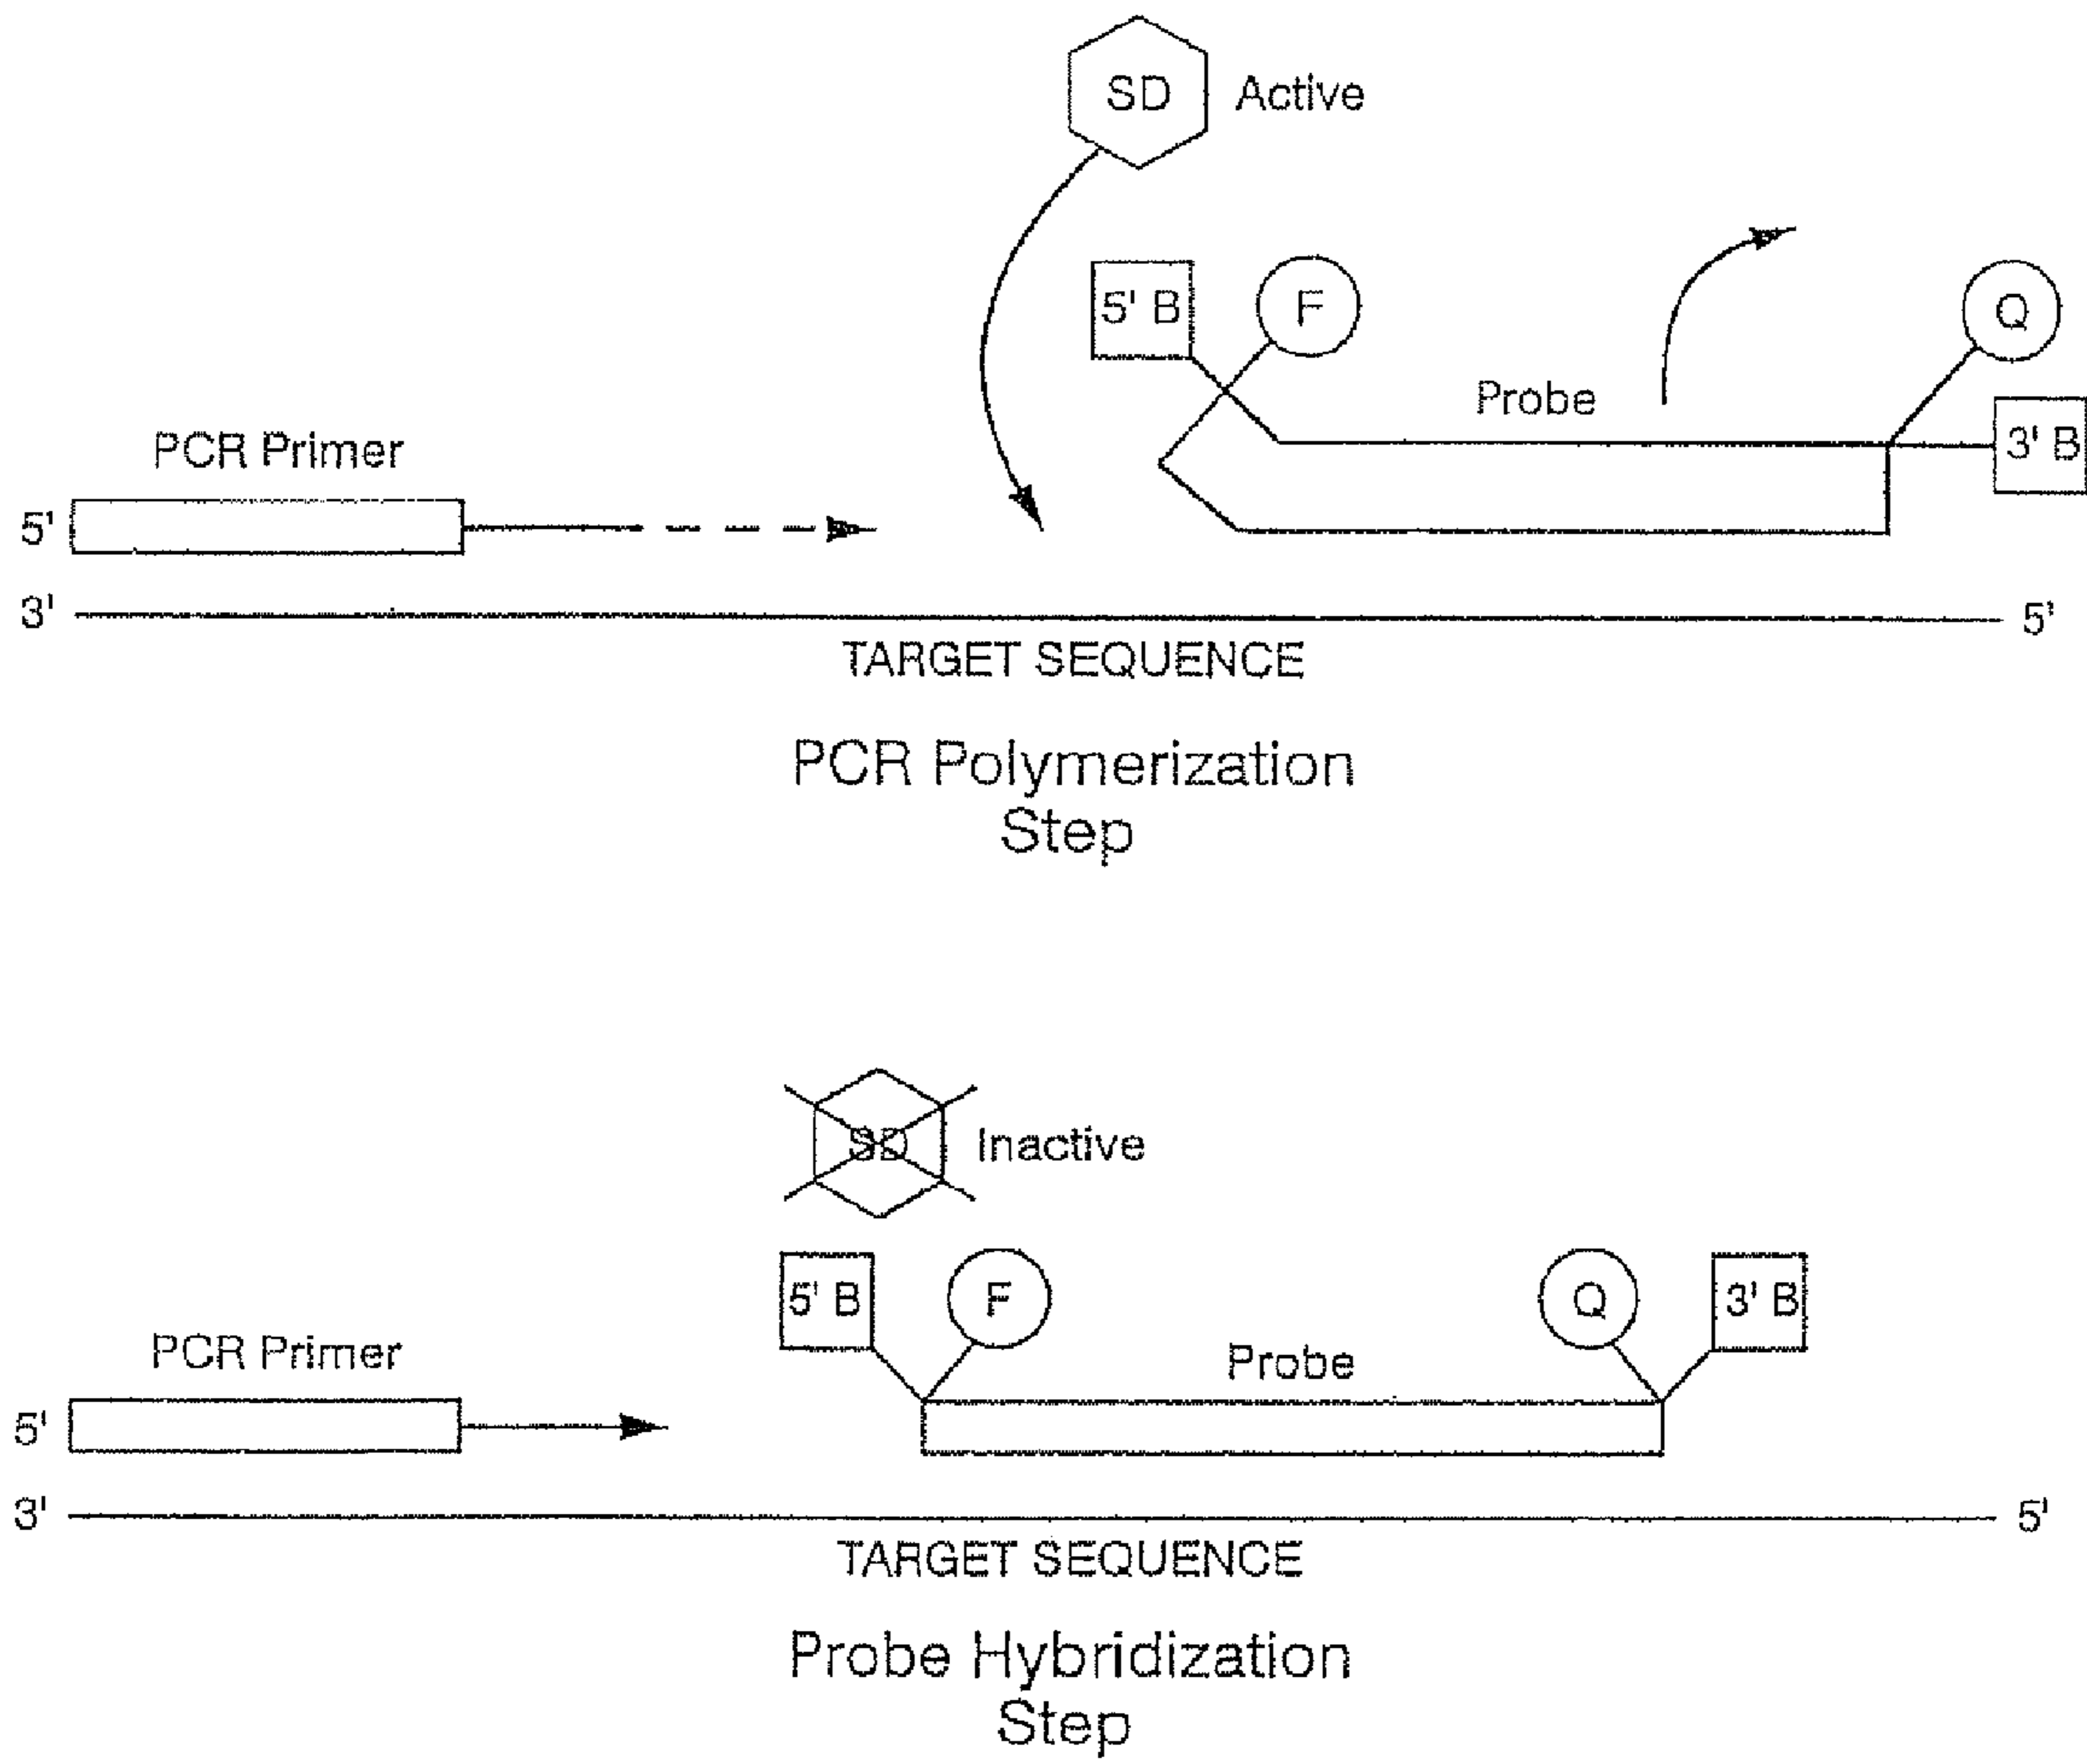 SD Active
5' B F Q
Probe
3' B
PCR Primer
5'
3' 5'
TARGET SEQUENCE
PCR Polymerization
Step
SD Inactive
5' B F Q 3' B
PCR Primer Probe
5'
3' 5'
TARGET SEQUENCE
Probe Hybridization
Step